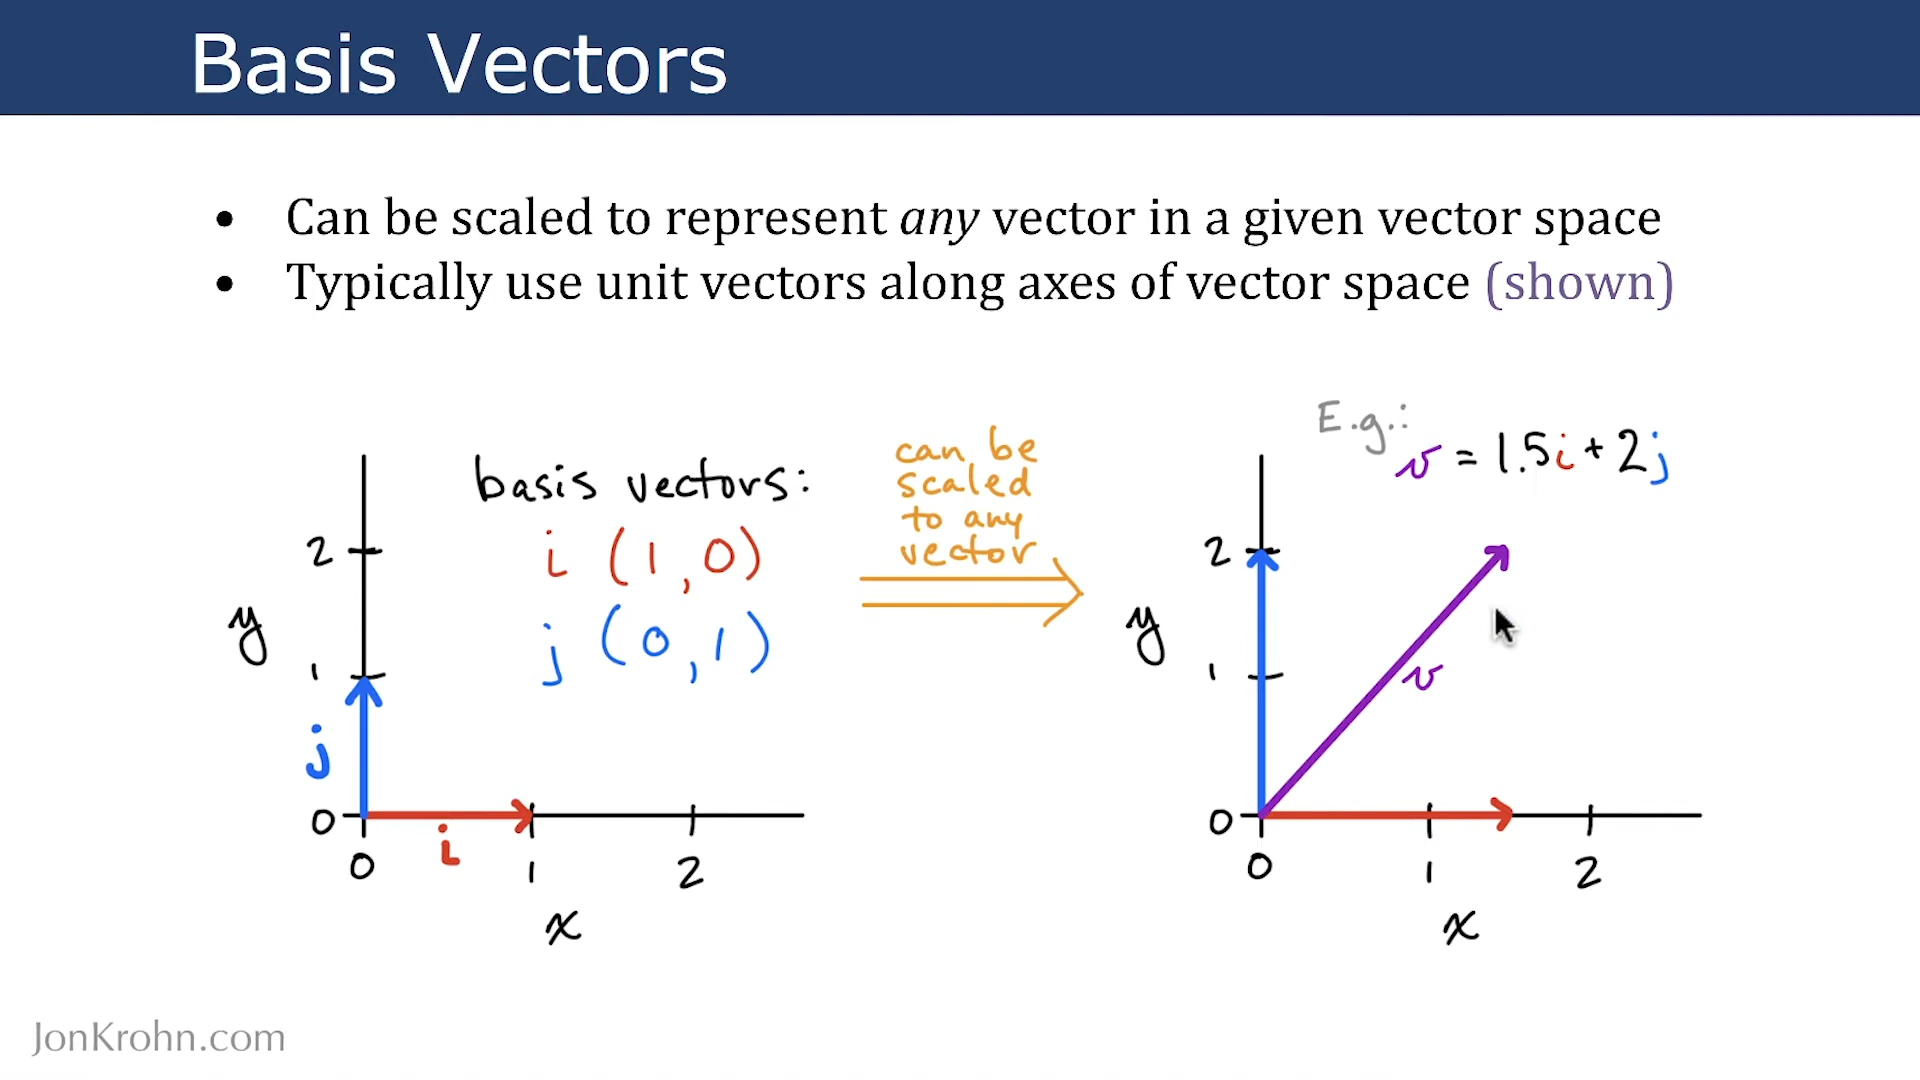 Basis Vectors
• Can be scaled to represent any vector in a given vector space
• Typically use unit vectors along axes of vector space (shown)
basis vectors:
i (1,0)
j (0,1)
y
2
1
0
j
i
0 1 2
x
can be
scaled
to any
vector
E.g.:
v = 1.5i + 2j
y
2
1
0
v
0 1 2
x
JonKrohn.com